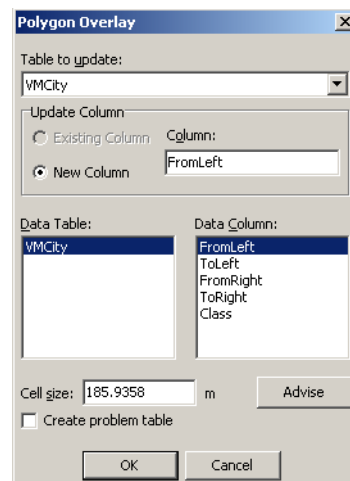 Polygon Overlay
Table to update:
VMCity
Update Column
Existing Column
Column:
New Column
FromLeft
Data Table:
Data Column:
VMCity
FromLeft
ToLeft
FromRight
ToRight
Class
Cell size:
185.9358
m
Advise
Create problem table
OK
Cancel